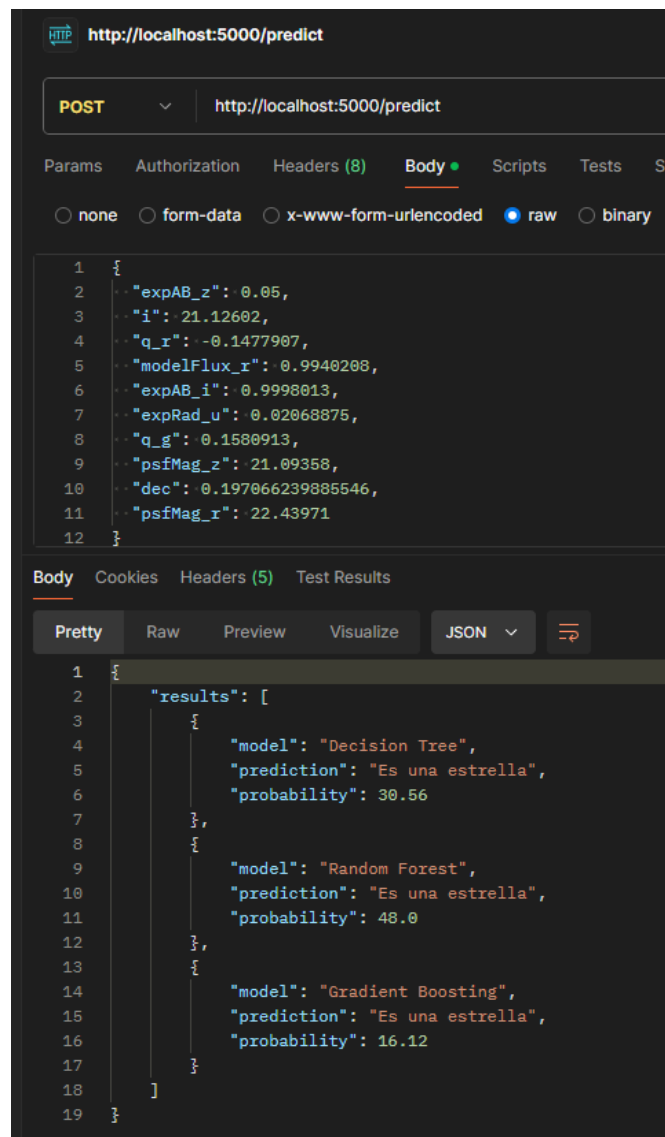 HTTP http://localhost:5000/predict
POST http://localhost:5000/predict
Params Authorization Headers (8) Body Scripts Tests S
none form-data x-www-form-urlencoded raw binary
1 {
2 "expAB_z": 0.05,
3 "i": 21.12602,
4 "q_r": -0.1477907,
5 "modelFlux_r": 0.9940208,
6 "expAB_i": 0.9998013,
7 "expRad_u": 0.02068875,
8 "q_g": 0.1580913,
9 "psfMag_z": 21.09358,
10 "dec": 0.197066239885546,
11 "psfMag_r": 22.43971
12 }
Body Cookies Headers (5) Test Results
Pretty Raw Preview Visualize JSON
1 {
2 "results": [
3 {
4 "model": "Decision Tree",
5 "prediction": "Es una estrella",
6 "probability": 30.56
7 },
8 {
9 "model": "Random Forest",
10 "prediction": "Es una estrella",
11 "probability": 48.0
12 },
13 {
14 "model": "Gradient Boosting",
15 "prediction": "Es una estrella",
16 "probability": 16.12
17 }
18 ]
19 }